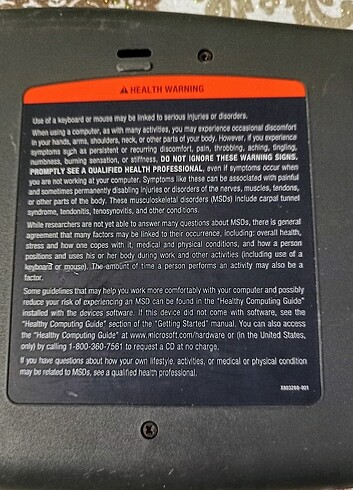 HEALTH WARNING
Use of a keyboard or mouse may be linked to serious injuries or disorders.
When using a computer, as with many activities, you may experience occasional discomfort
in your hands, arms, shoulders, neck, or other parts of your body. However, if you experience
symptoms such as persistent or recurring discomfort, pain, throbbing, aching, tingling,
numbness, burning sensation, or stiffness, DO NOT IGNORE THESE WARNING SIGNS.
PROMPTLY SEE A QUALIFIED HEALTH PROFESSIONAL, even if symptoms occur when
you are not working at your computer. Symptoms like these can be associated with painful
and sometimes permanently disabling injuries or disorders of the nerves, muscles, tendons,
or other parts of the body. These musculoskeletal disorders (MSDs) include carpal tunnel
syndrome, tendonitis, tenosynovitis, and other conditions.
While researchers are not yet able to answer many questions about MSDs, there is general
agreement that many factors may be linked to their occurrence, including: overall health,
stress and how one copes with it, medical and physical conditions, and how a person
positions and uses his or her body during work and other activities (including use of a
keyboard or mouse). The amount of time a person performs an activity may also be a
factor.
Some guidelines that may help you work more comfortably with your computer and possibly
reduce your risk of experiencing an MSD can be found in the "Healthy Computing Guide"
installed with the devices software. If this device did not come with software, see the
"Healthy Computing Guide" section of the "Getting Started" manual. You can also access
the "Healthy Computing Guide" at www.microsoft.com/hardware or (in the United States,
only) by calling 1-800-360-7561 to request a CD at no charge.
If you have questions about how your own lifestyle, activities, or medical or physical condition
may be related to MSDs, see a qualified health professional.
X803288-001